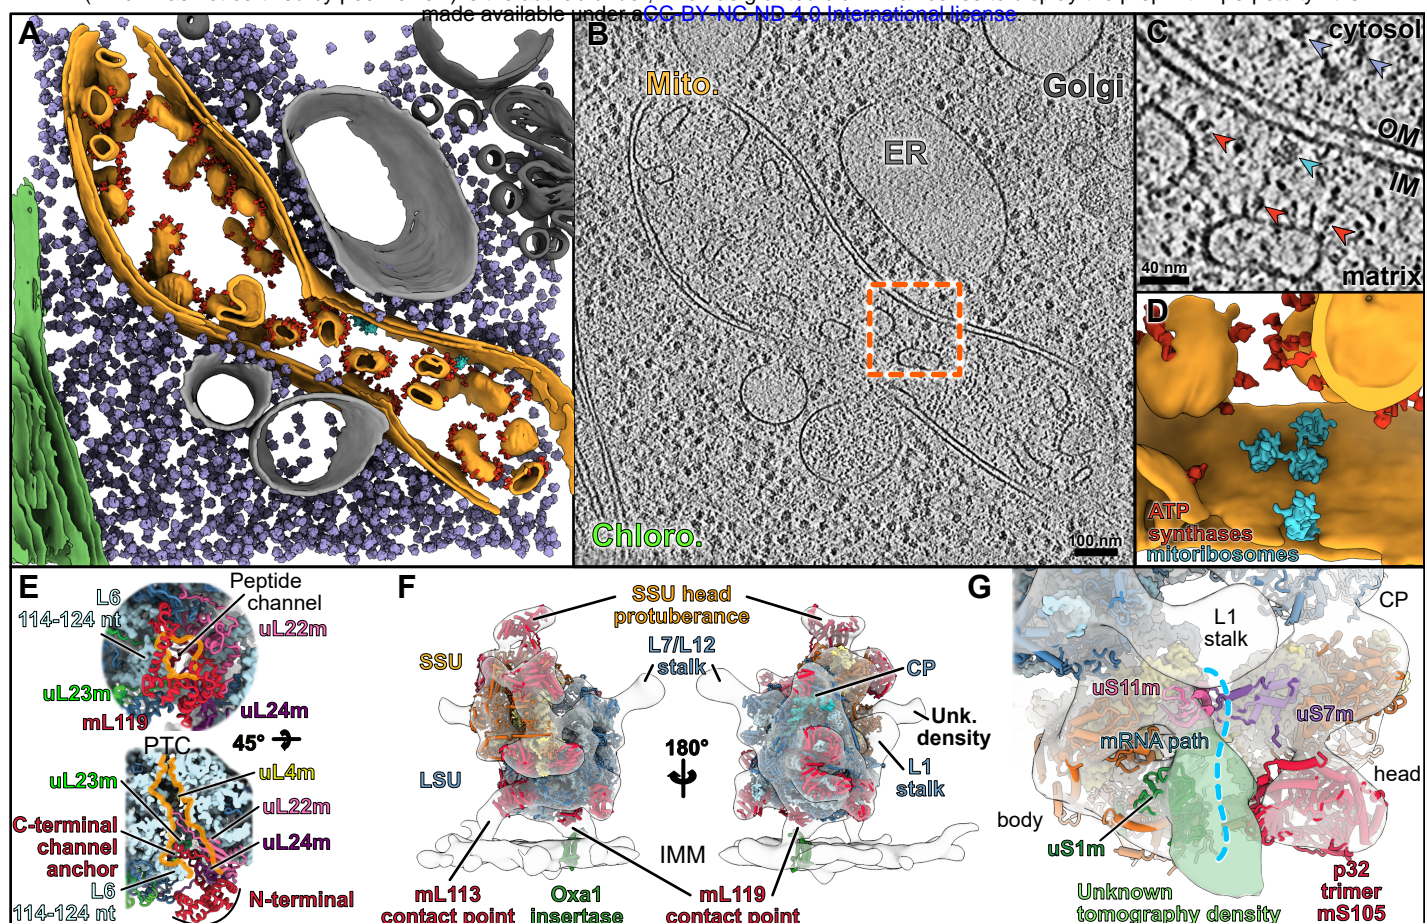 made available under aCC-BY-NC-ND 4.0 International license.
A
B
Mito.
Golgi
ER
Chloro.
100 nm
C
cytosol
OM
IM
40 nm
matrix
D
ATP
synthases
mitoribosomes
E
L6
114-124 nt
Peptide
channel
uL22m
uL23m
mL119
uL24m
45°
PTC
uL23m
uL4m
uL22m
C-terminal
channel
anchor
uL24m
L6
114-124 nt
N-terminal
F
SSU head
protuberance
SSU
L7/L12
stalk
CP
Unk.
density
180°
LSU
L1
stalk
IMM
mL113
contact point
Oxa1
insertase
mL119
contact point
G
L1
stalk
CP
uS11m
uS7m
mRNA path
head
body
uS1m
Unknown
tomography density
p32
trimer
mS105